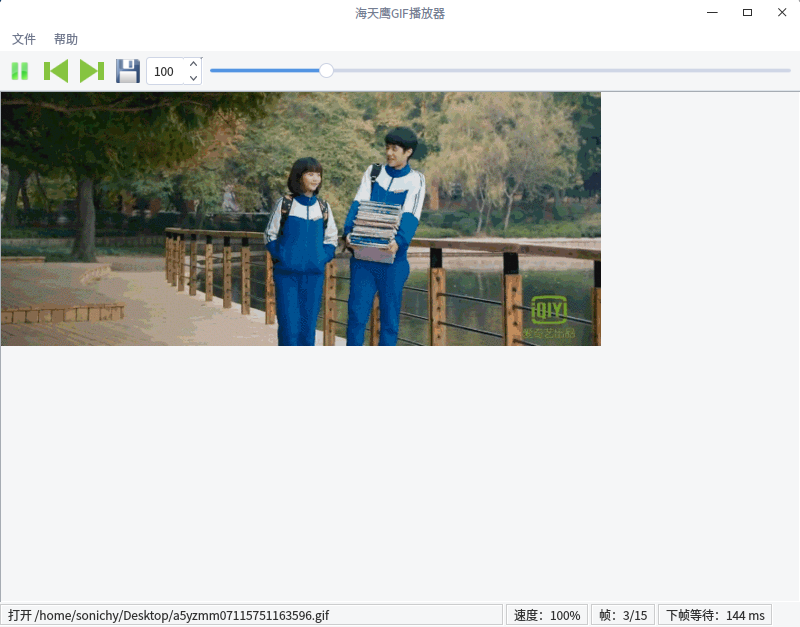 海天鹰GIF播放器
文件 帮助
100
iQIYI
爱奇艺出品
打开 /home/sonichy/Desktop/a5yzmm07115751163596.gif
速度：100%
帧：3/15
下帧等待：144 ms